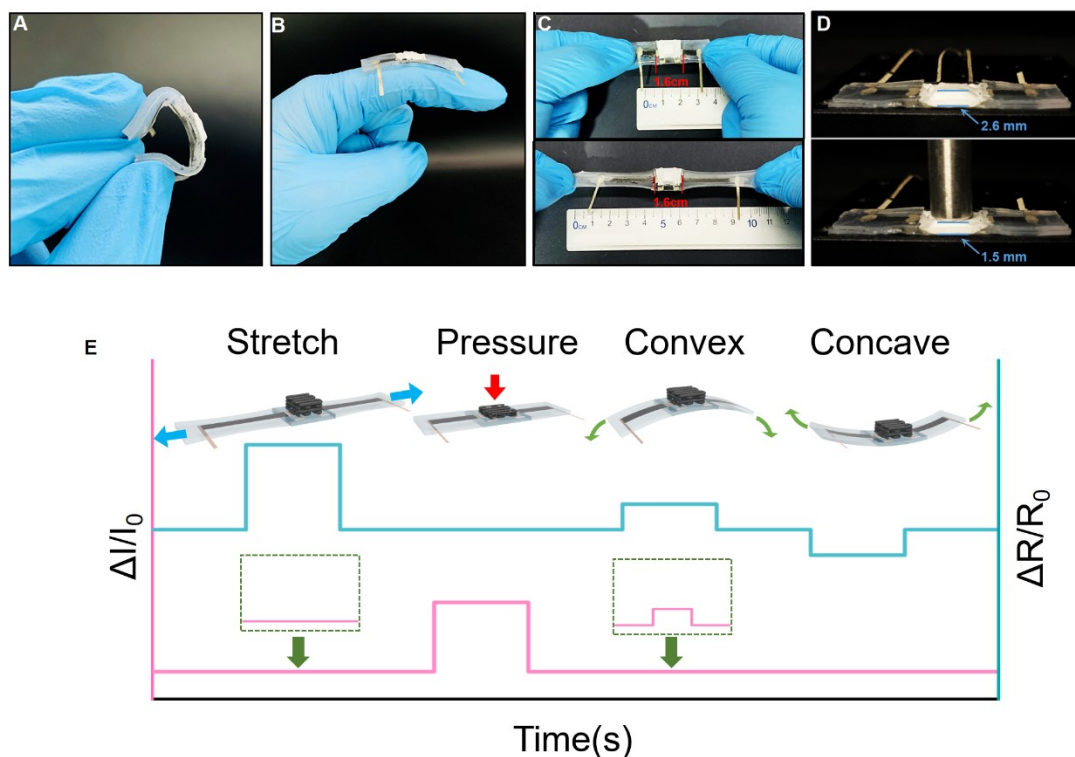 A
B
C
D
1.6cm
0CM 1 2 3 4
2.6 mm
1.6cm
0CM 1 2 3 4 5 6 7 8 9 10 11 12
1.5 mm
E
Stretch Pressure Convex Concave
ΔI/I0
ΔR/R0
Time(s)